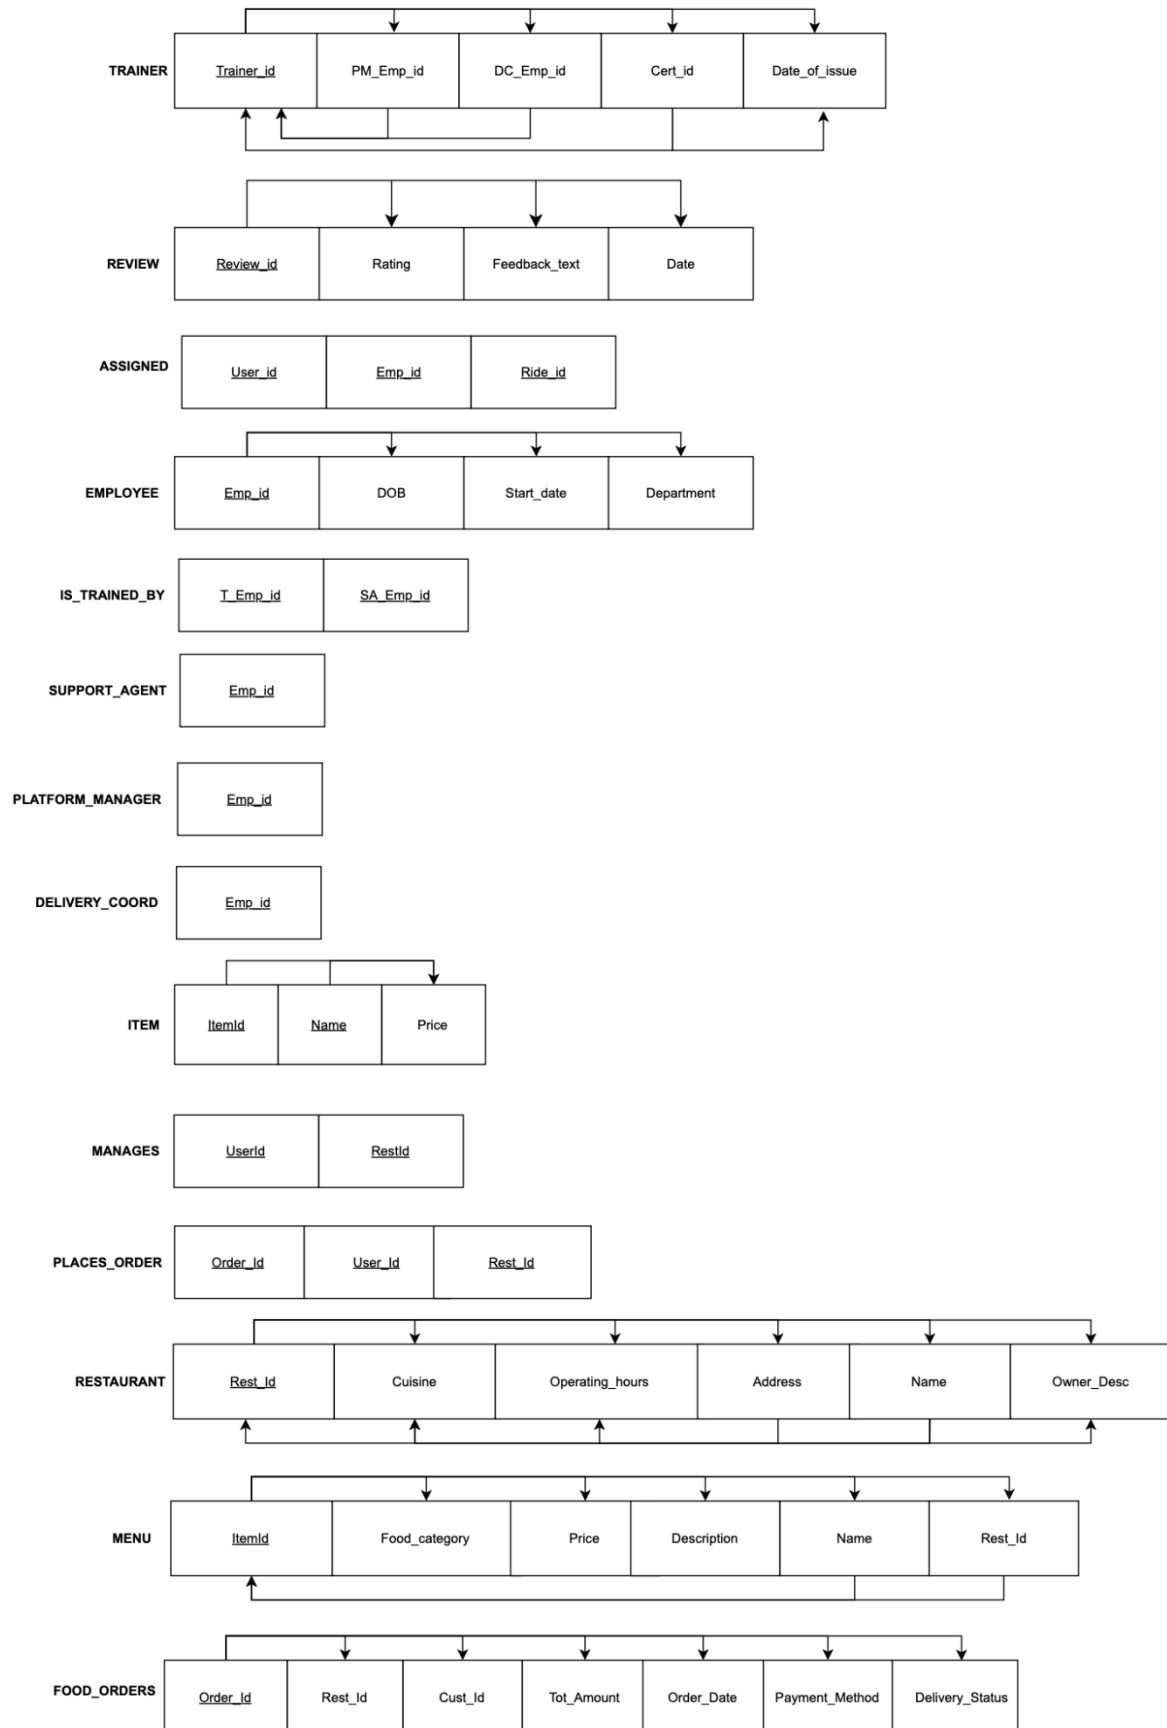 TRAINER Trainer_id PM_Emp_id DC_Emp_id Cert_id Date_of_issue
REVIEW Review_id Rating Feedback_text Date
ASSIGNED User_id Emp_id Ride_id
EMPLOYEE Emp_id DOB Start_date Department
IS_TRAINED_BY T_Emp_id SA_Emp_id
SUPPORT_AGENT Emp_id
PLATFORM_MANAGER Emp_id
DELIVERY_COORD Emp_id
ITEM ItemId Name Price
MANAGES UserId RestId
PLACES_ORDER Order_Id User_Id Rest_Id
RESTAURANT Rest_Id Cuisine Operating_hours Address Name Owner_Desc
MENU ItemId Food_category Price Description Name Rest_Id
FOOD_ORDERS Order_Id Rest_Id Cust_Id Tot_Amount Order_Date Payment_Method Delivery_Status